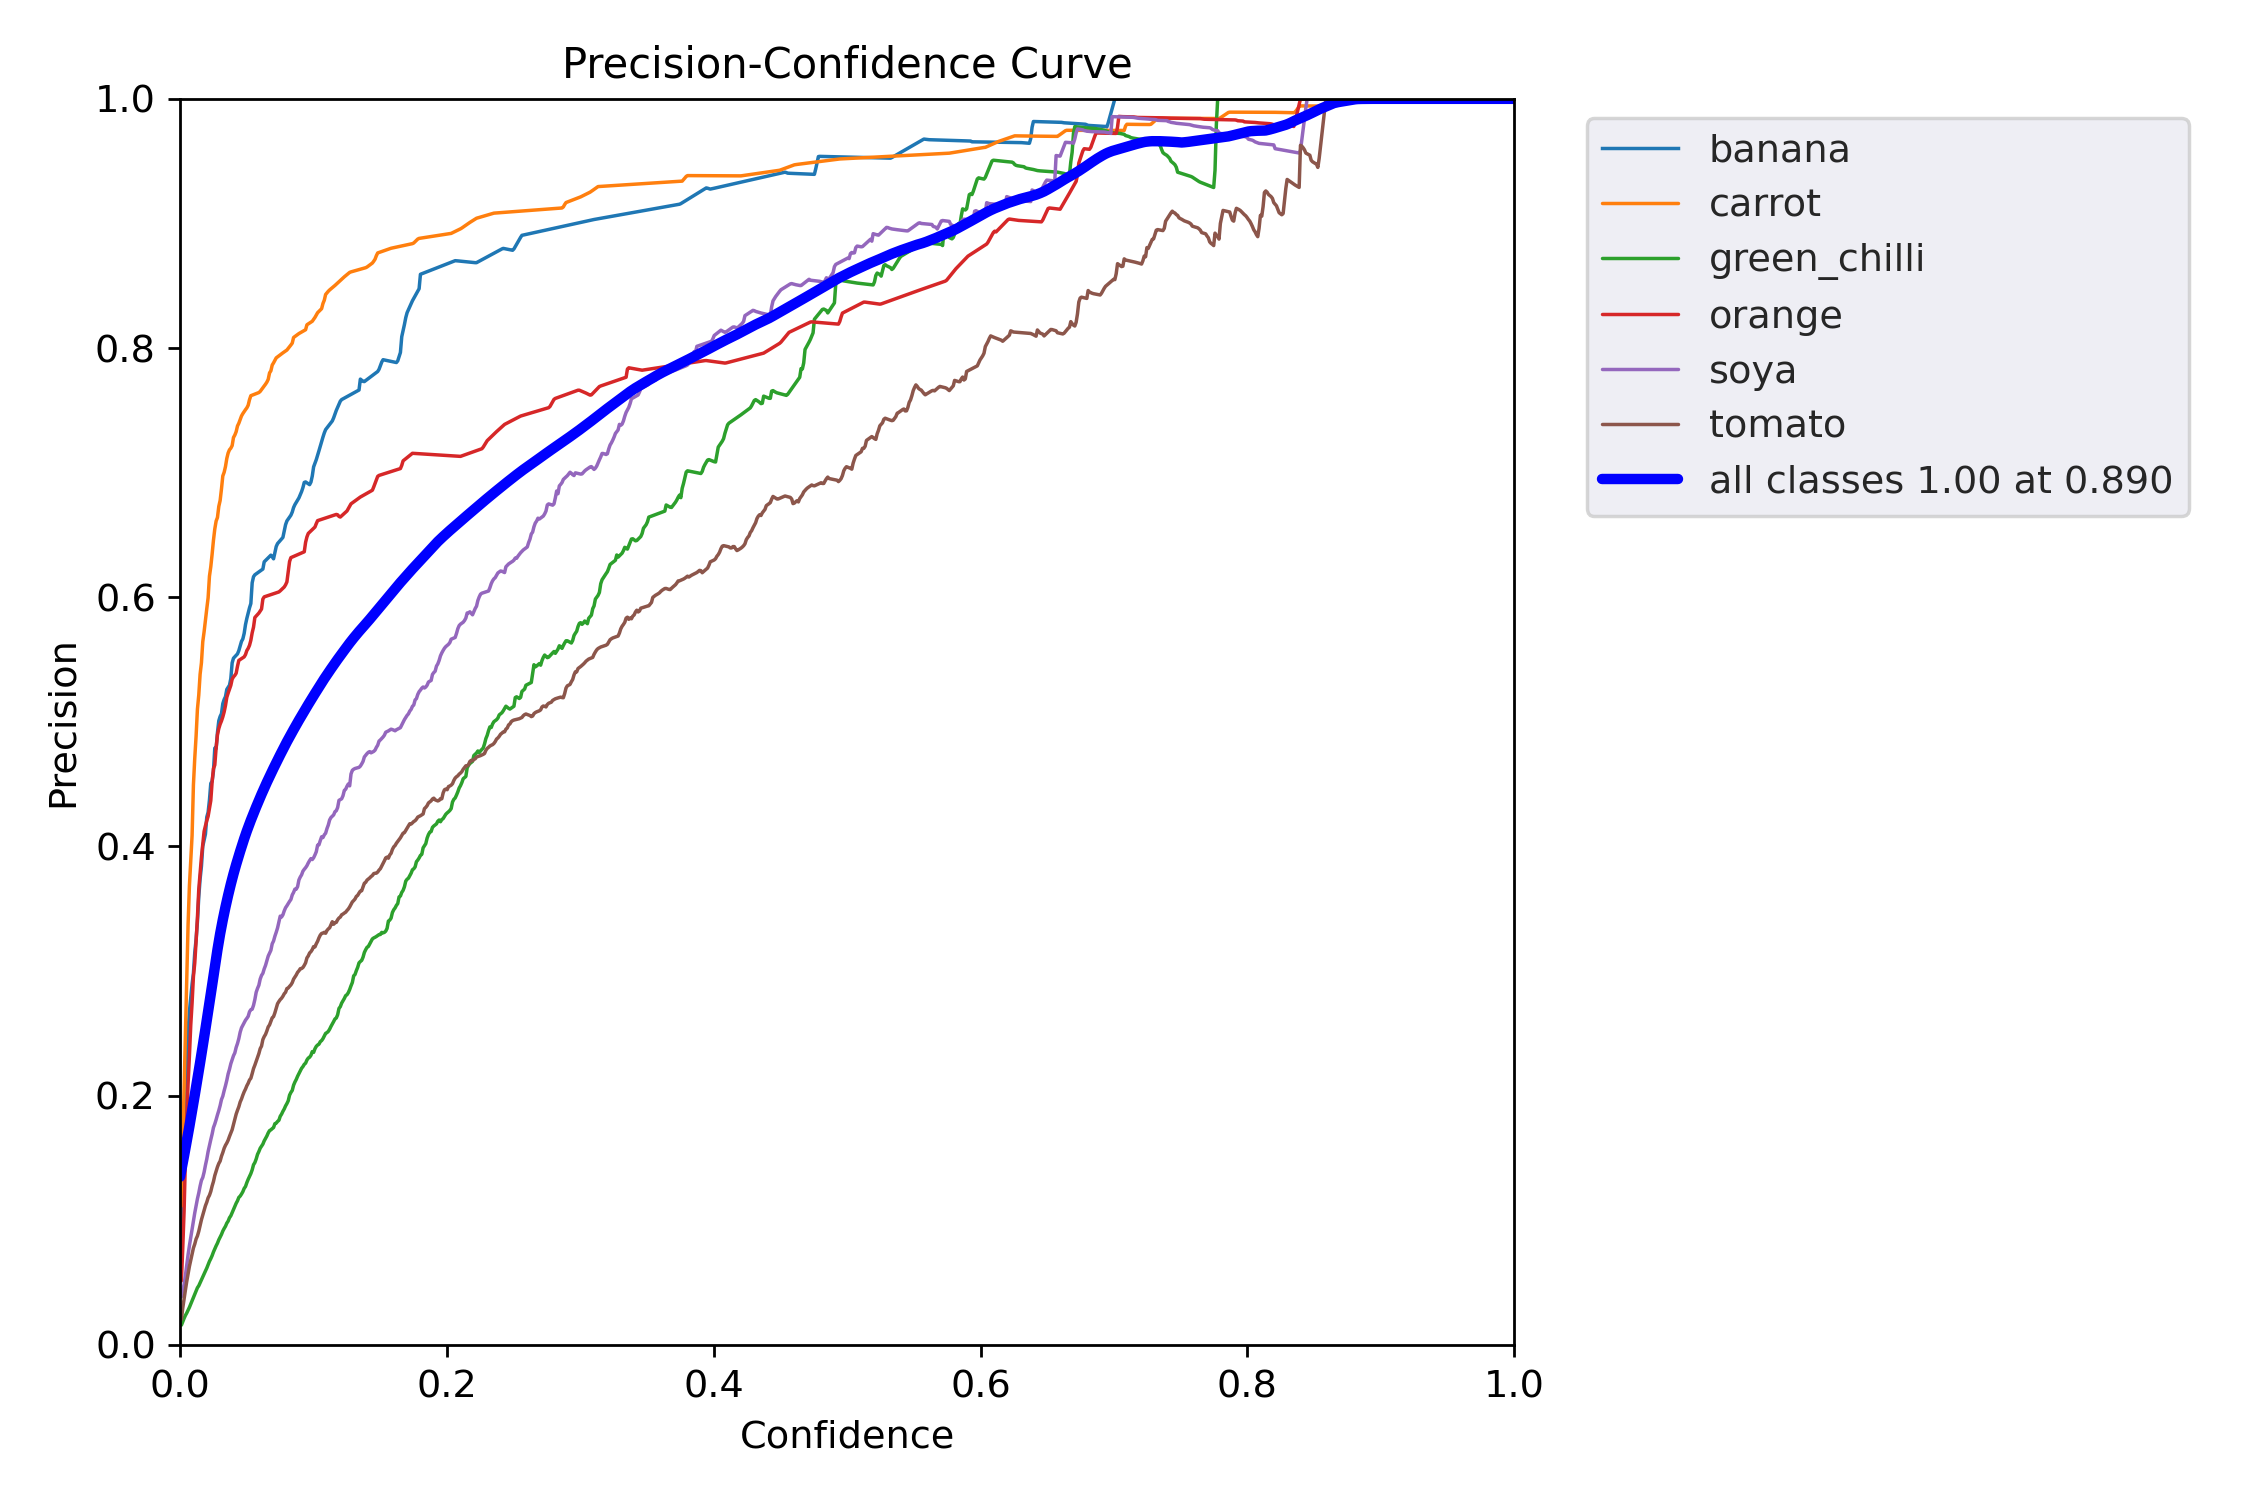 Precision-Confidence Curve
1.0
0.8
0.6
0.4
0.2
0.0
Precision
0.0 0.2 0.4 0.6 0.8 1.0
Confidence
banana
carrot
green_chilli
orange
soya
tomato
all classes 1.00 at 0.890